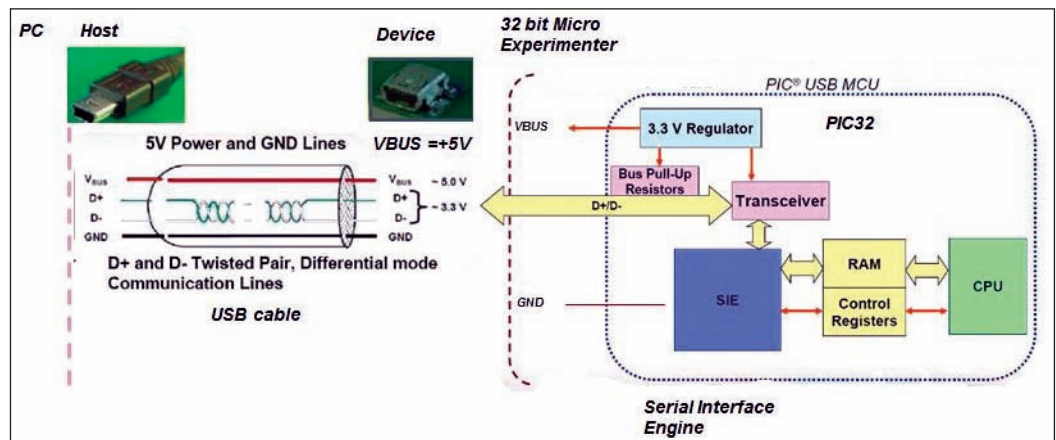 PC
Host
Device
32 bit Micro
Experimenter
PIC® USB MCU
VBUS
3.3 V Regulator
PIC32
5V Power and GND Lines
VBUS =+5V
Bus Pull-Up
Resistors
VBUS
VBUS ~ 5.0 V
D+
D+
~ 3.3 V
D-
D-
D+/D-
Transceiver
GND
GND
D+ and D- Twisted Pair, Differential mode
Communication Lines
USB cable
GND
SIE
RAM
Control
Registers
CPU
Serial Interface
Engine